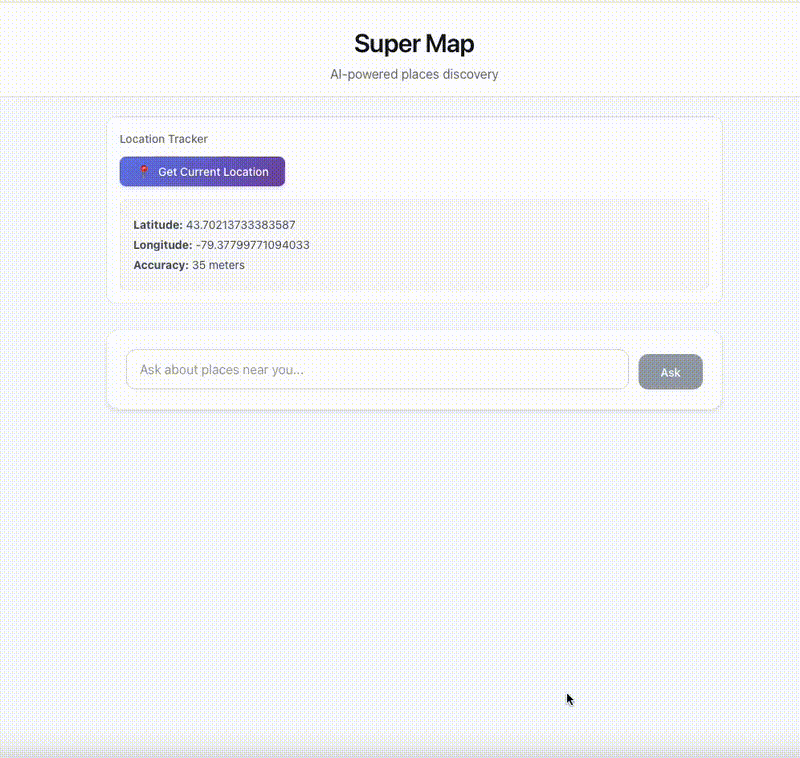 Super Map
AI-powered places discovery
Location Tracker
📍 Get Current Location
Latitude: 43.70213733383587
Longitude: -79.37799771094033
Accuracy: 35 meters
Ask about places near you...
Ask